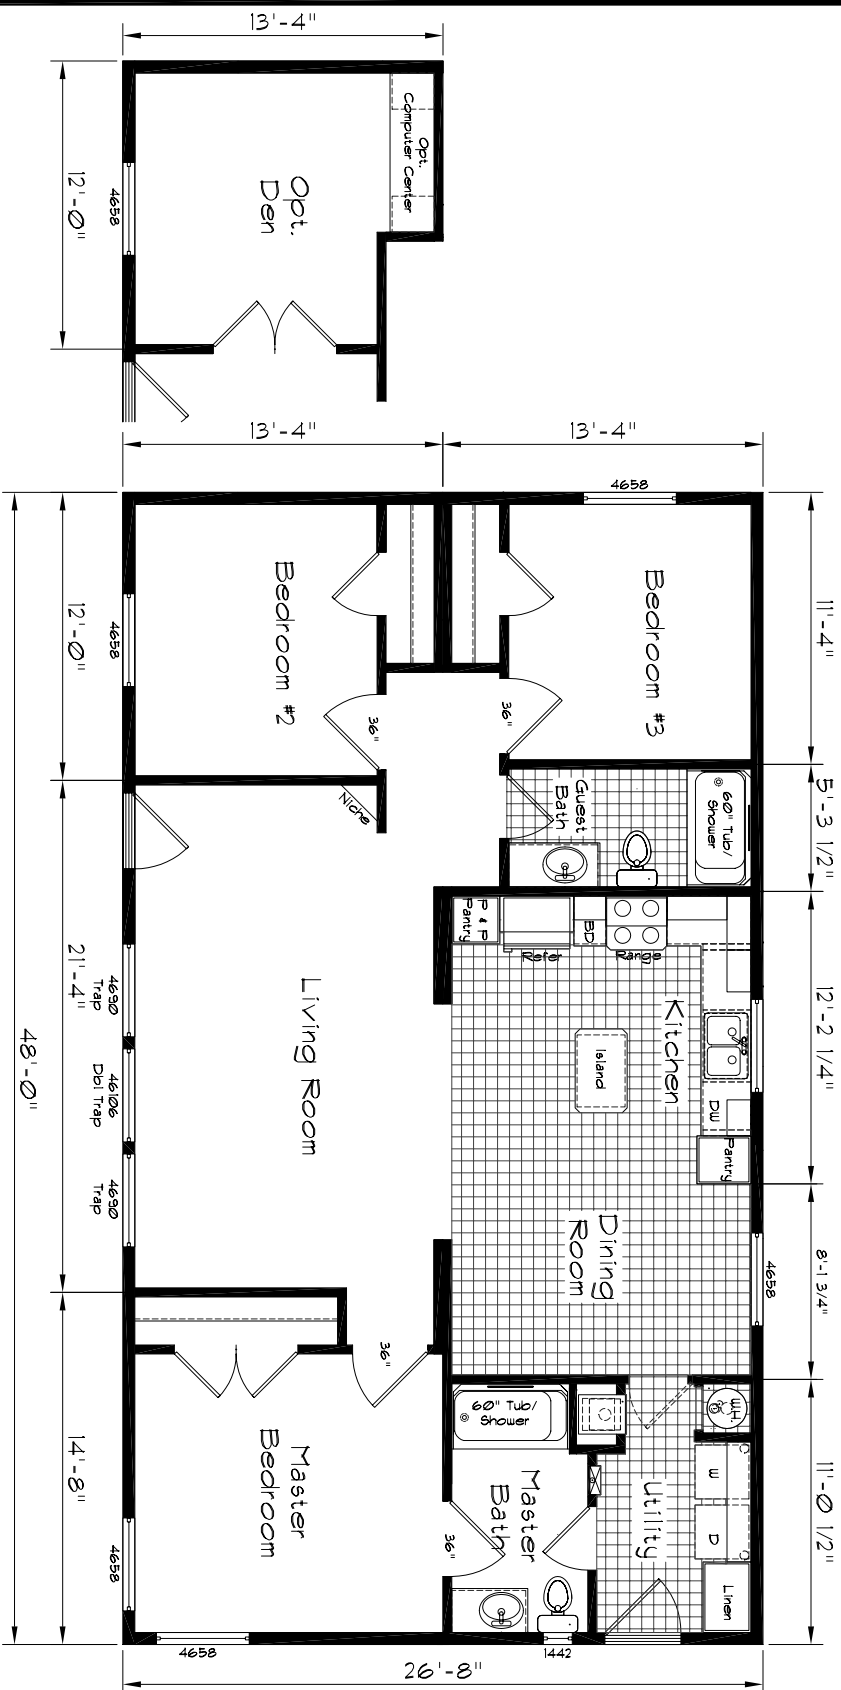 13'-4"
12'-0"
4658
Opt.
Den
Opt.
Computer Center
13'-4"
13'-4"
4658
12'-0"
4658
Bedroom #2
36"
Bedroom #3
36"
11'-4"
5'-3 1/2"
Guest
Bath
60" Tub/
Shower
Niche
P & P
Pantry
Refer
BD
Range
Kitchen
Island
DW
Pantry
12'-2 1/4"
21'-4"
4690
Trap
46106
Dbl Trap
4690
Trap
Living Room
48'-0"
Dining
Room
4658
8'-1 3/4"
36"
60" Tub/
Shower
W.H.
Master
Bedroom
14'-8"
4658
Master
Bath
36"
Utility
W
D
Linen
11'-0 1/2"
4658
1442
26'-8"